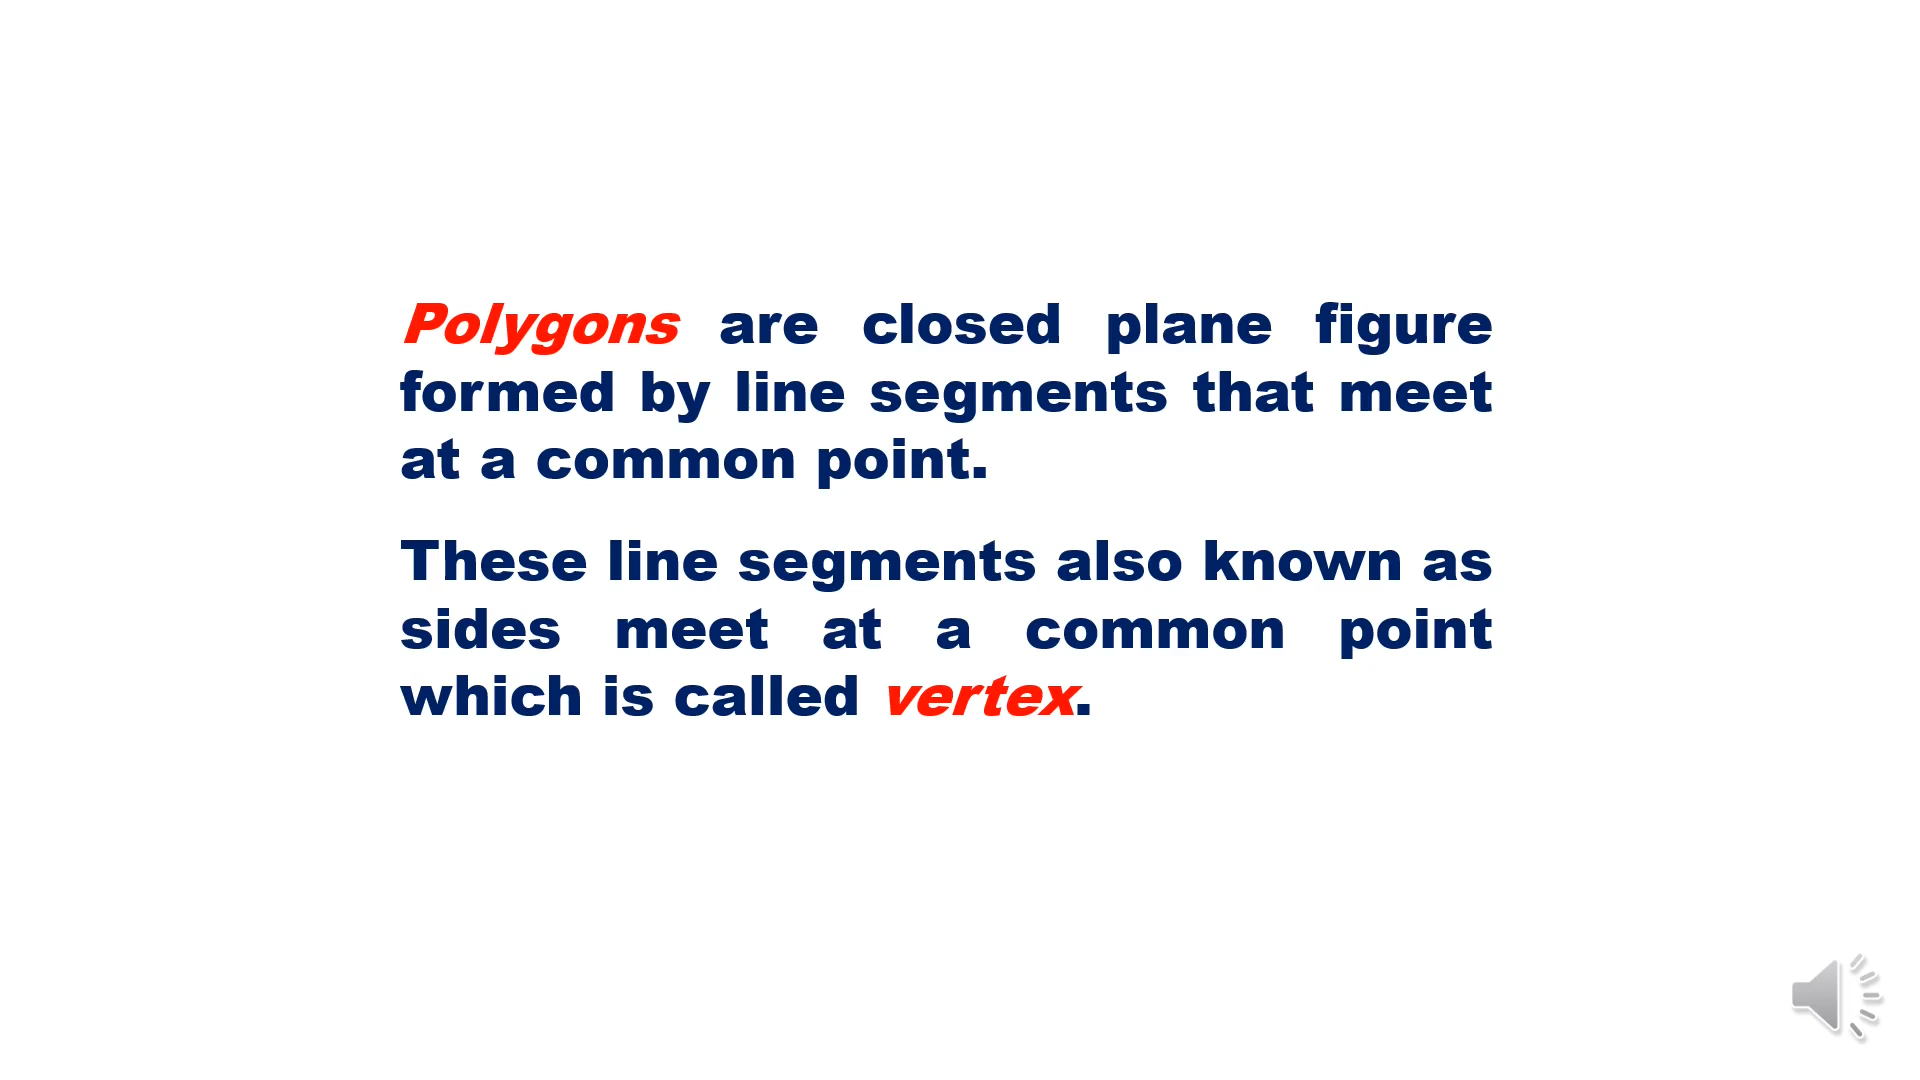 Polygons are closed plane figure
formed by line segments that meet
at a common point.
These line segments also known as
sides meet at a common point
which is called vertex.